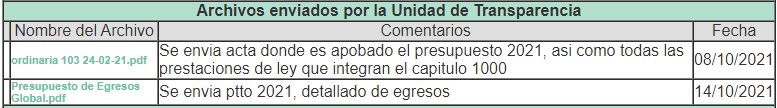 Archivos enviados por la Unidad de Transparencia
Nombre del Archivo Comentarios Fecha
ordinaria 103 24-02-21.pdf Se envia acta donde es apobado el presupuesto 2021, asi como todas las prestaciones de ley que integran el capitulo 1000 08/10/2021
Presupuesto de Egresos Global.pdf Se envia ptto 2021, detallado de egresos 14/10/2021